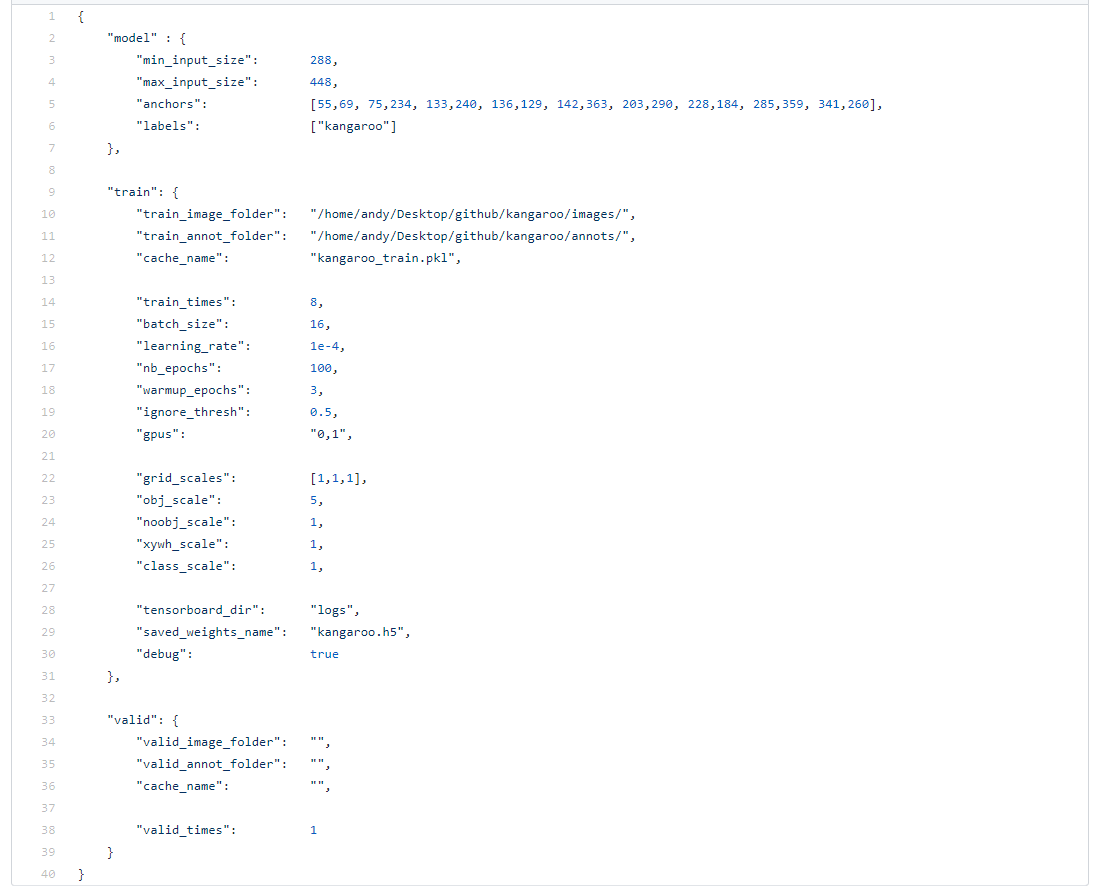 1 {
2     "model" : {
3         "min_input_size":       288,
4         "max_input_size":       448,
5         "anchors":              [55,69, 75,234, 133,240, 136,129, 142,363, 203,290, 228,184, 285,359, 341,260],
6         "labels":               ["kangaroo"]
7     },
8
9     "train": {
10         "train_image_folder":   "/home/andy/Desktop/github/kangaroo/images/",
11         "train_annot_folder":   "/home/andy/Desktop/github/kangaroo/annots/",
12         "cache_name":           "kangaroo_train.pkl",
13
14         "train_times":          8,
15         "batch_size":           16,
16         "learning_rate":        1e-4,
17         "nb_epochs":            100,
18         "warmup_epochs":        3,
19         "ignore_thresh":        0.5,
20         "gpus":                 "0,1",
21
22         "grid_scales":          [1,1,1],
23         "obj_scale":            5,
24         "noobj_scale":          1,
25         "xywh_scale":           1,
26         "class_scale":          1,
27
28         "tensorboard_dir":      "logs",
29         "saved_weights_name":   "kangaroo.h5",
30         "debug":                true
31     },
32
33     "valid": {
34         "valid_image_folder":   "",
35         "valid_annot_folder":   "",
36         "cache_name":           "",
37
38         "valid_times":          1
39     }
40 }